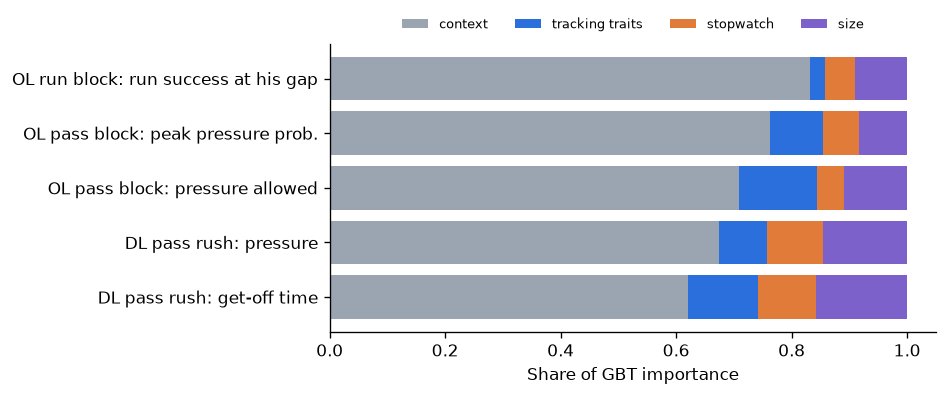 context tracking traits stopwatch size
OL run block: run success at his gap
OL pass block: peak pressure prob.
OL pass block: pressure allowed
DL pass rush: pressure
DL pass rush: get-off time
0.0 0.2 0.4 0.6 0.8 1.0
Share of GBT importance